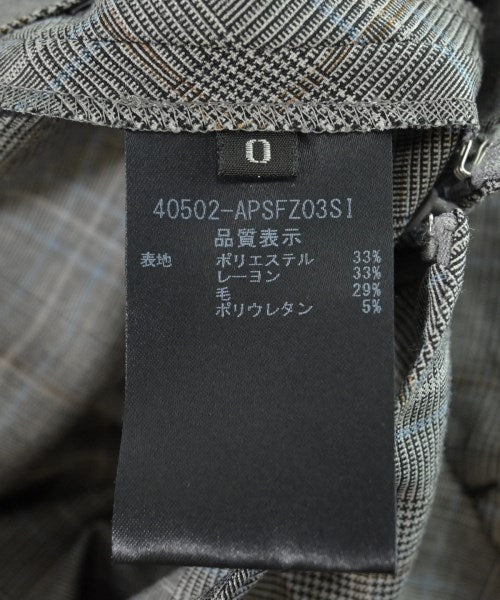 0
40502-APSFZ03SI
品質表示
表地 ポリエステル 33%
レーヨン 33%
毛 29%
ポリウレタン 5%